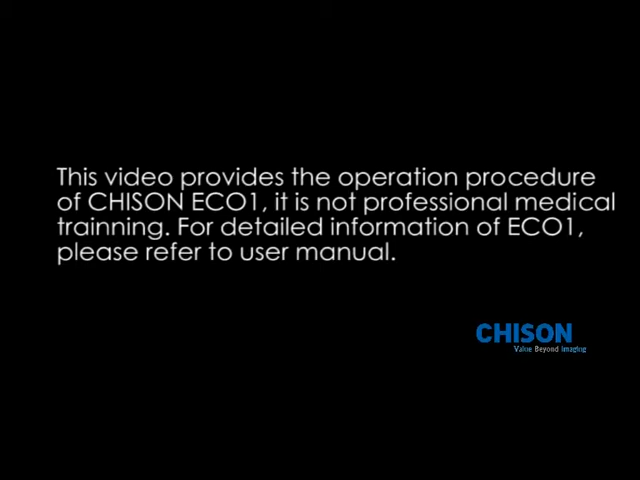 This video provides the operation procedure
of CHISON ECO1, it is not professional medical
trainning. For detailed information of ECO1,
please refer to user manual.
CHISON
Value Beyond Imaging